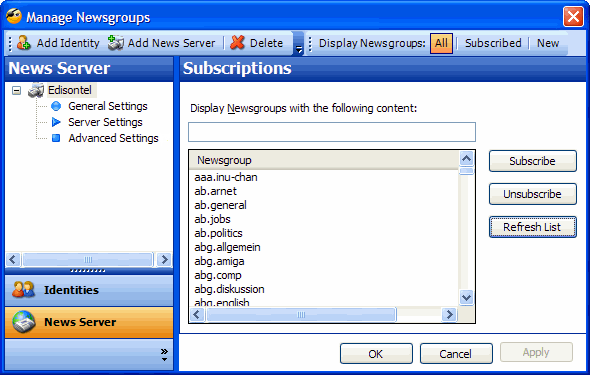 Manage Newsgroups
Add Identity Add News Server Delete Display Newsgroups: All Subscribed New
News Server
Edisontel
General Settings
Server Settings
Advanced Settings
Identities
News Server
»
Subscriptions
Display Newsgroups with the following content:
Newsgroup
aaa.inu-chan
ab.arnet
ab.general
ab.jobs
ab.politics
abg.allgemein
abg.amiga
abg.comp
abg.diskussion
abg.english
Subscribe
Unsubscribe
Refresh List
OK Cancel Apply